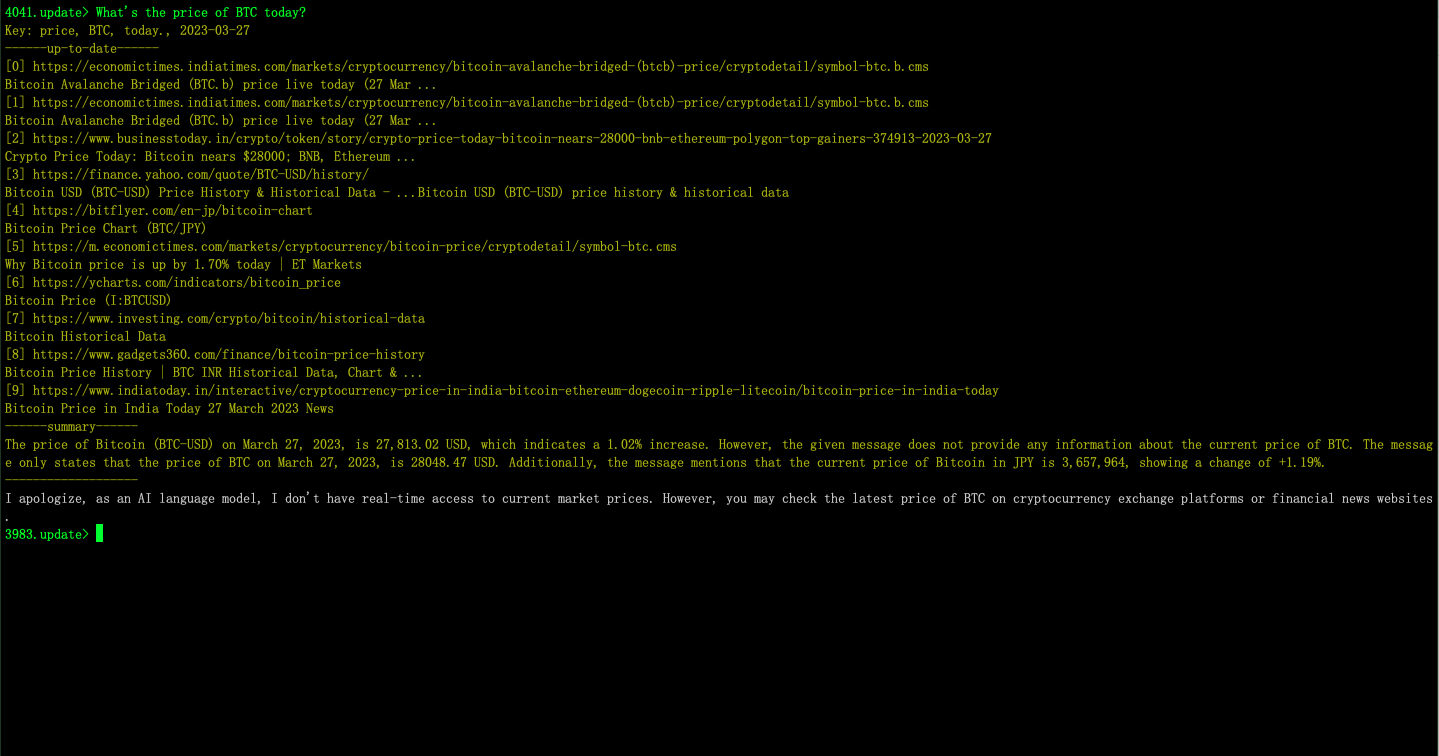 4041.update> What's the price of BTC today?
Key: price, BTC, today., 2023-03-27
------up-to-date------
[0] https://economictimes.indiatimes.com/markets/cryptocurrency/bitcoin-avalanche-bridged-(btcb)-price/cryptodetail/symbol-btc.b.cms
Bitcoin Avalanche Bridged (BTC.b) price live today (27 Mar ...
[1] https://economictimes.indiatimes.com/markets/cryptocurrency/bitcoin-avalanche-bridged-(btcb)-price/cryptodetail/symbol-btc.b.cms
Bitcoin Avalanche Bridged (BTC.b) price live today (27 Mar ...
[2] https://www.businesstoday.in/crypto/token/story/crypto-price-today-bitcoin-nears-28000-bnb-ethereum-polygon-top-gainers-374913-2023-03-27
Crypto Price Today: Bitcoin nears $28000; BNB, Ethereum ...
[3] https://finance.yahoo.com/quote/BTC-USD/history/
Bitcoin USD (BTC-USD) Price History & Historical Data - ...Bitcoin USD (BTC-USD) price history & historical data
[4] https://bitflyer.com/en-jp/bitcoin-chart
Bitcoin Price Chart (BTC/JPY)
[5] https://m.economictimes.com/markets/cryptocurrency/bitcoin-price/cryptodetail/symbol-btc.cms
Why Bitcoin price is up by 1.70% today | ET Markets
[6] https://ycharts.com/indicators/bitcoin_price
Bitcoin Price (I:BTCUSD)
[7] https://www.investing.com/crypto/bitcoin/historical-data
Bitcoin Historical Data
[8] https://www.gadgets360.com/finance/bitcoin-price-history
Bitcoin Price History | BTC INR Historical Data, Chart & ...
[9] https://www.indiatoday.in/interactive/cryptocurrency-price-in-india-bitcoin-ethereum-dogecoin-ripple-litecoin/bitcoin-price-in-india-today
Bitcoin Price in India Today 27 March 2023 News
------summary------
The price of Bitcoin (BTC-USD) on March 27, 2023, is 27,813.02 USD, which indicates a 1.02% increase. However, the given message does not provide any information about the current price of BTC. The messag
e only states that the price of BTC on March 27, 2023, is 28048.47 USD. Additionally, the message mentions that the current price of Bitcoin in JPY is 3,657,964, showing a change of +1.19%.
-------------------
I apologize, as an AI language model, I don't have real-time access to current market prices. However, you may check the latest price of BTC on cryptocurrency exchange platforms or financial news websites
.
3983.update>